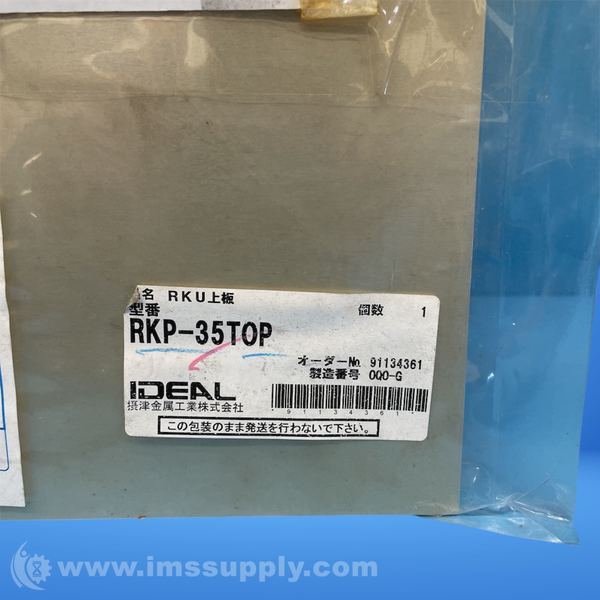 名 RKU上板
型番 個数 1
RKP-35TOP
オーダーNo. 91134361
製造番号 0Q0-G
IDEAL
摂津金属工業株式会社
*91134361*
この包装のまま発送を行わないで下さい。
www.imssupply.com